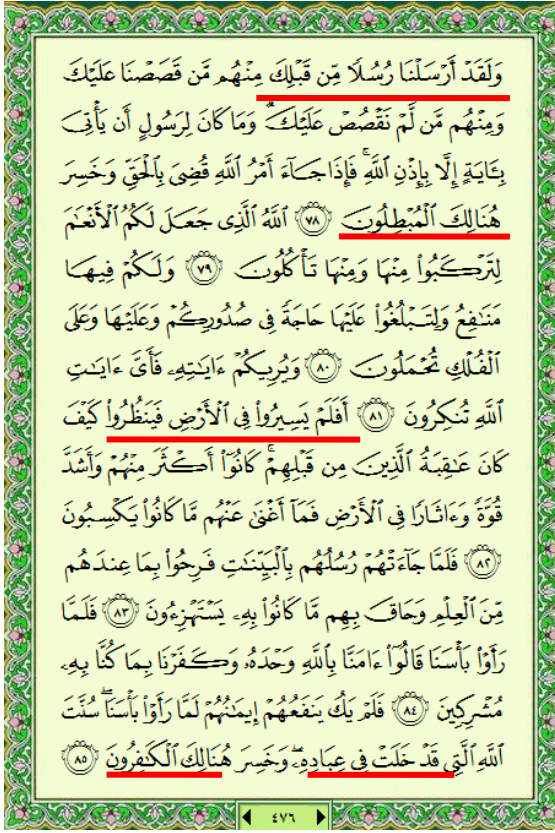 وَلَقَدْ أَرْسَلْنَا رُسُلًا مِّن قَبْلِكَ مِنْهُم مَّن قَصَصْنَا عَلَيْكَ
وَمِنْهُم مَّن لَّمْ نَقْصُصْ عَلَيْكَ ۗ وَمَا كَانَ لِرَسُولٍ أَن يَأْتِىَ
بِـَٔايَةٍ إِلَّا بِإِذْنِ ٱللَّهِ ۚ فَإِذَا جَآءَ أَمْرُ ٱللَّهِ قُضِىَ بِٱلْحَقِّ وَخَسِرَ
هُنَالِكَ ٱلْمُبْطِلُونَ ﴿٧٨﴾ ٱللَّهُ ٱلَّذِى جَعَلَ لَكُمُ ٱلْأَنْعَٰمَ
لِتَرْكَبُوا۟ مِنْهَا وَمِنْهَا تَأْكُلُونَ ﴿٧٩﴾ وَلَكُمْ فِيهَا
مَنَٰفِعُ وَلِتَبْلُغُوا۟ عَلَيْهَا حَاجَةً فِى صُدُورِكُمْ وَعَلَيْهَا وَعَلَى
ٱلْفُلْكِ تُحْمَلُونَ ﴿٨٠﴾ وَيُرِيكُمْ ءَايَٰتِهِۦ فَأَىَّ ءَايَٰتِ
ٱللَّهِ تُنكِرُونَ ﴿٨١﴾ أَفَلَمْ يَسِيرُوا۟ فِى ٱلْأَرْضِ فَيَنظُرُوا۟ كَيْفَ
كَانَ عَٰقِبَةُ ٱلَّذِينَ مِن قَبْلِهِمْ ۚ كَانُوٓا۟ أَكْثَرَ مِنْهُمْ وَأَشَدَّ
قُوَّةً وَءَاثَارًا فِى ٱلْأَرْضِ فَمَآ أَغْنَىٰ عَنْهُم مَّا كَانُوا۟ يَكْسِبُونَ
﴿٨٢﴾ فَلَمَّا جَآءَتْهُمْ رُسُلُهُم بِٱلْبَيِّنَٰتِ فَرِحُوا۟ بِمَا عِندَهُم
مِّنَ ٱلْعِلْمِ وَحَاقَ بِهِم مَّا كَانُوا۟ بِهِۦ يَسْتَهْزِءُونَ ﴿٨٣﴾ فَلَمَّا
رَأَوْا۟ بَأْسَنَا قَالُوٓا۟ ءَامَنَّا بِٱللَّهِ وَحْدَهُۥ وَكَفَرْنَا بِمَا كُنَّا بِهِۦ
مُشْرِكِينَ ﴿٨٤﴾ فَلَمْ يَكُ يَنفَعُهُمْ إِيمَٰنُهُمْ لَمَّا رَأَوْا۟ بَأْسَنَا ۖ سُنَّتَ
ٱللَّهِ ٱلَّتِى قَدْ خَلَتْ فِى عِبَادِهِۦ ۖ وَخَسِرَ هُنَالِكَ ٱلْكَٰفِرُونَ ﴿٨٥﴾
٤٧٦